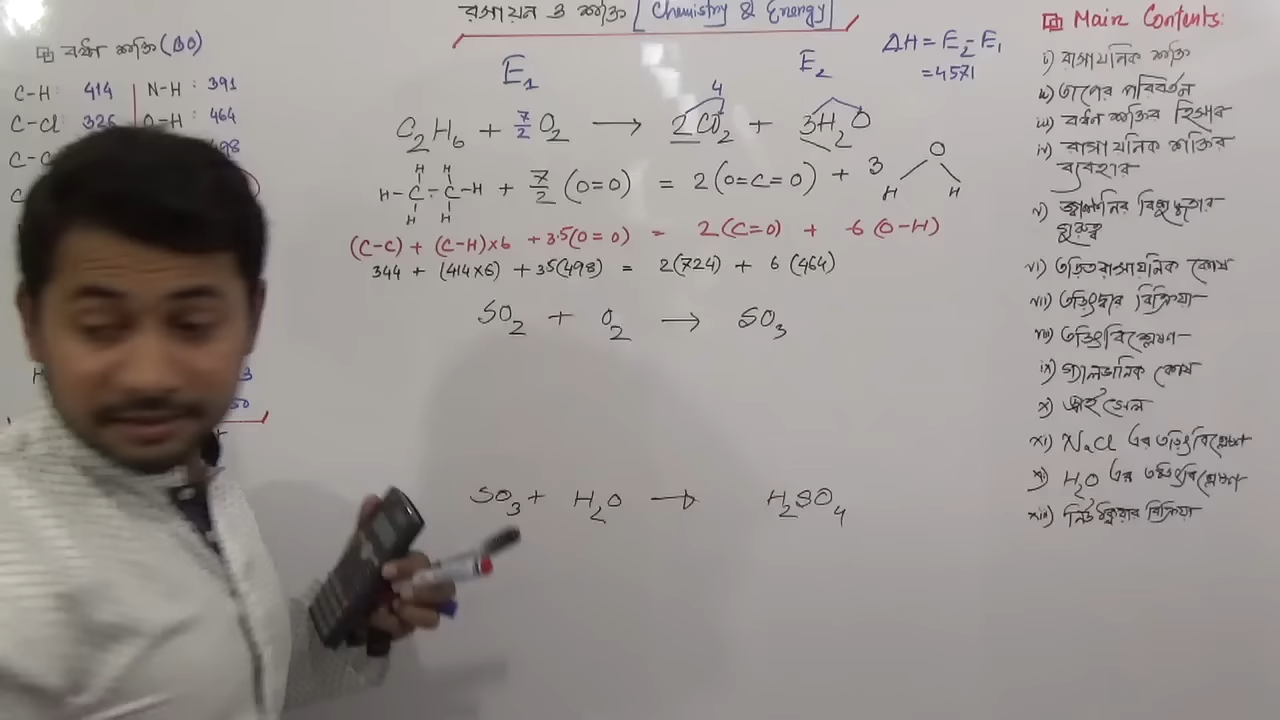 রসায়ন ও শক্তি [Chemistry & Energy]
বন্ধন শক্তি (BO)
C-H: 414
N-H: 391
C-Cl 326
O-H: 464
498
E₁
E₂
ΔH = E₂-E₁
=4571
4
C₂H₆ + 7/2 O₂ → 2CO₂ + 3H₂O
H H
H-C-C-H + 7/2 (O=O) = 2(O=C=O) + 3 O
H H
H H
(C-C) + (C-H)×6 + 3.5(O=O) = 2(C=O) + 6 (O-H)
344 + (414×6) + 35(498) = 2(724) + 6 (464)
SO₂ + O₂ → SO₃
SO₃ + H₂O → H₂SO₄
3
50
Main Contents:
i) রাসায়নিক শক্তি
ii) তাপের পরিবর্তন
iii) বন্ধন শক্তির হিসাব
iv) রাসায়নিক শক্তির
ব্যবহার
v) জ্বালানির বিশুদ্ধতার
গুরুত্ব
vi) তড়িৎরাসায়নিক কোষ
vii) তড়িৎদ্বার বিক্রিয়া
viii) তড়িৎবিশ্লেষণ
ix) গ্যালভানিক কোষ
x) ড্রাই সেল
xi) NaCl এর তড়িৎবিশ্লেষণ
xii) H₂O এর তড়িৎবিশ্লেষণ
xiii) নিউক্লিয়ার বিক্রিয়া